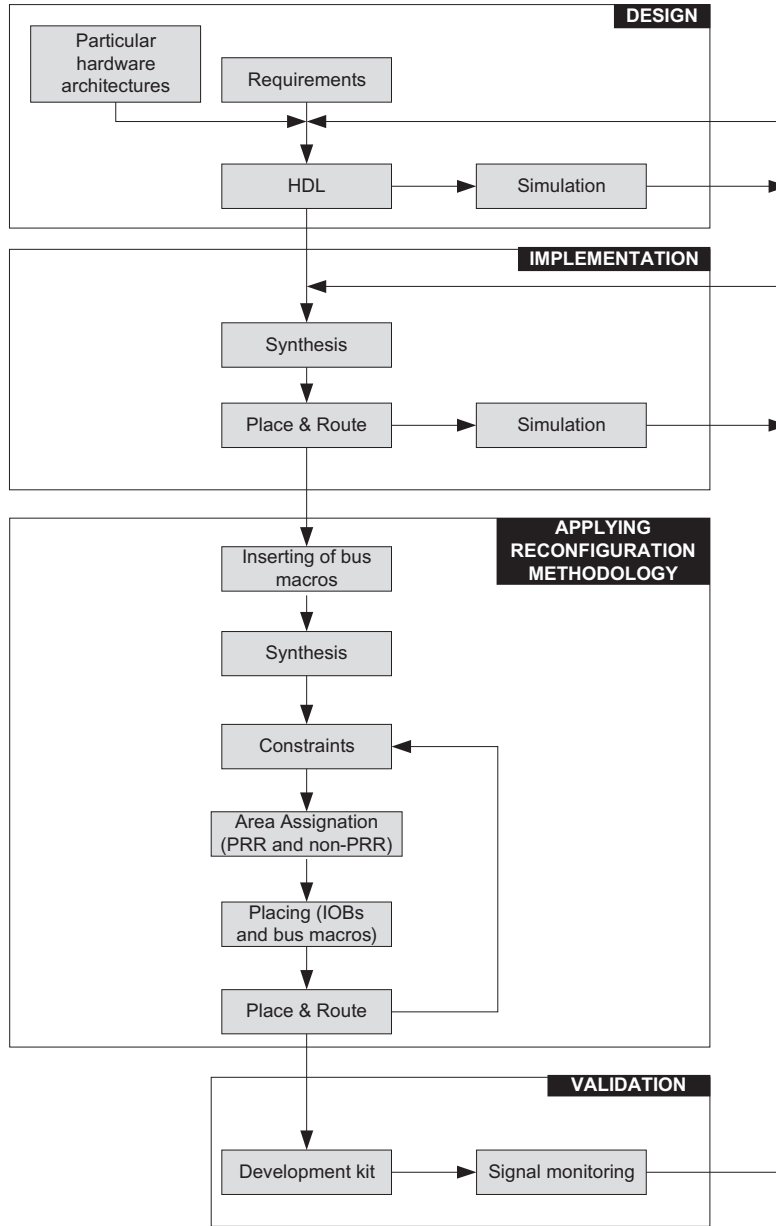 DESIGN
Particular
hardware
architectures
Requirements
HDL
Simulation
IMPLEMENTATION
Synthesis
Place & Route
Simulation
APPLYING
RECONFIGURATION
METHODOLOGY
Inserting of bus
macros
Synthesis
Constraints
Area Assignation
(PRR and non-PRR)
Placing (IOBs
and bus macros)
Place & Route
VALIDATION
Development kit
Signal monitoring